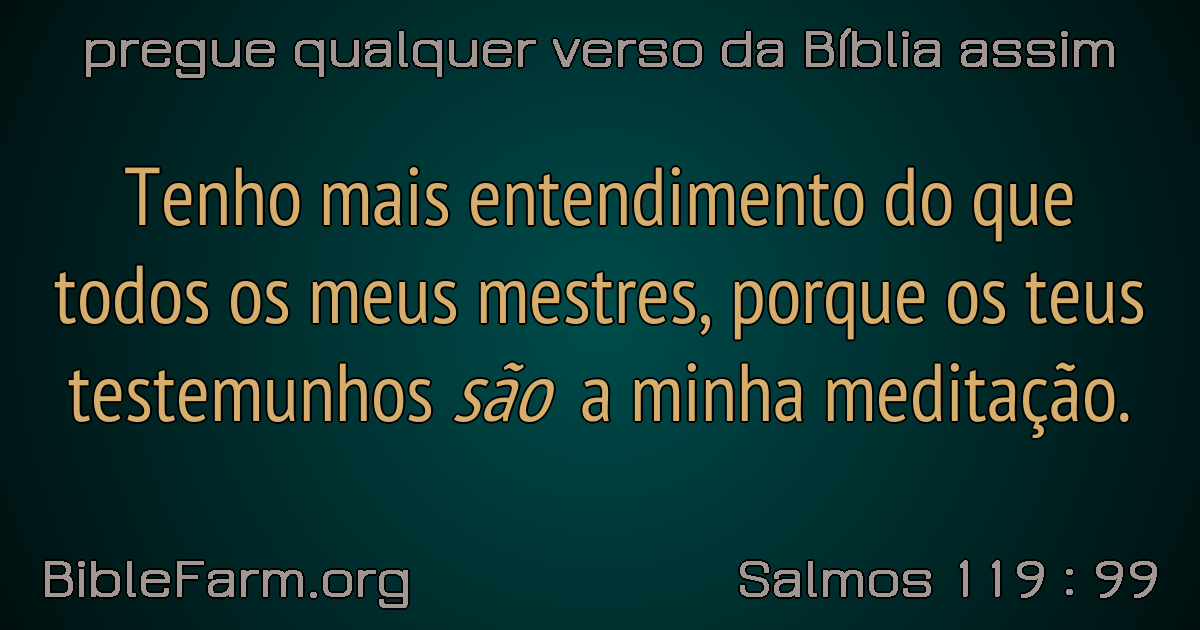 pregue qualquer verso da Bíblia assim
Tenho mais entendimento do que
todos os meus mestres, porque os teus
testemunhos são a minha meditação.
BibleFarm.org
Salmos 119 : 99